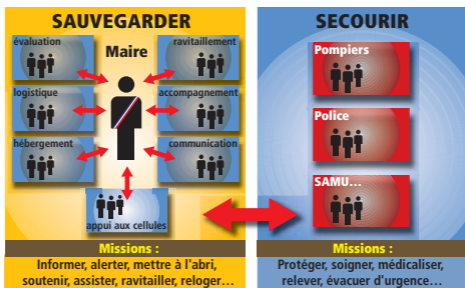 SAUVEGARDER
évaluation
Maire
ravitaillement
logistique
accompagnement
hébergement
communication
appui aux cellules
Missions :
Informer, alerter, mettre à l'abri,
soutenir, assister, ravitailler, reloger...
SECOURIR
Pompiers
Police
SAMU...
Missions :
Protéger, soigner, médicaliser,
relever, évacuer d'urgence...